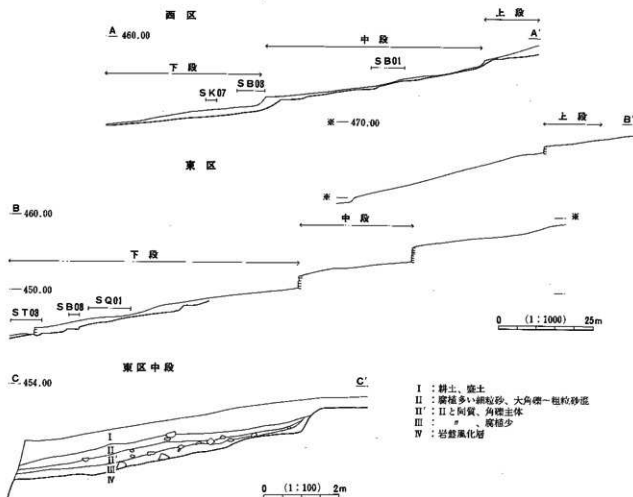 西区
A 460.00
上段
A'
中段
下段
SB01
SB03
SK07
※ 470.00
上段
B'
東区
※
B 460.00
※
中段
下段
450.00
ST03 SB08 SQ01
0 (1:1000) 25m
東区中段
C 454.00
C'
I
II
II'
III
IV
I :耕土、盛土
II :腐植多い細粒砂、大角礫~粗粒砂混
II' :IIと同質、角礫主体
III : 〃 、腐植少
IV :岩盤風化層
0 (1:100) 2m